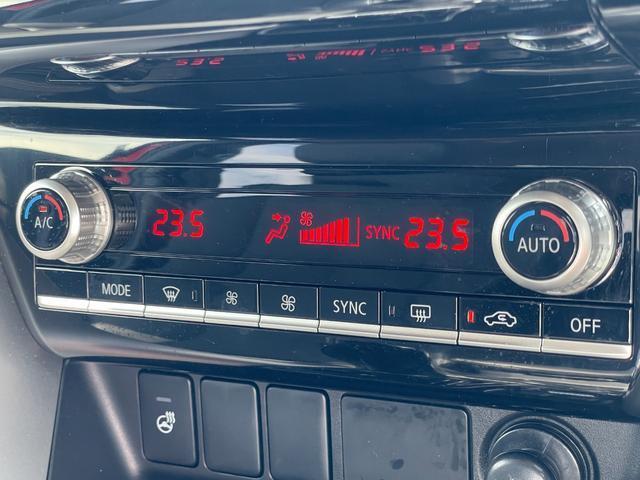 A/C 23.5 SYNC 23.5 AUTO
MODE SYNC OFF